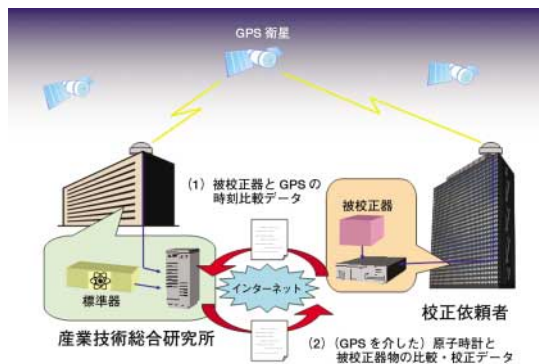 GPS 衛星
(1) 被校正器と GPS の
時刻比較データ
被校正器
標準器
インターネット
産業技術総合研究所
校正依頼者
(2)(GPS を介した)原子時計と
被校正器物の比較・校正データ